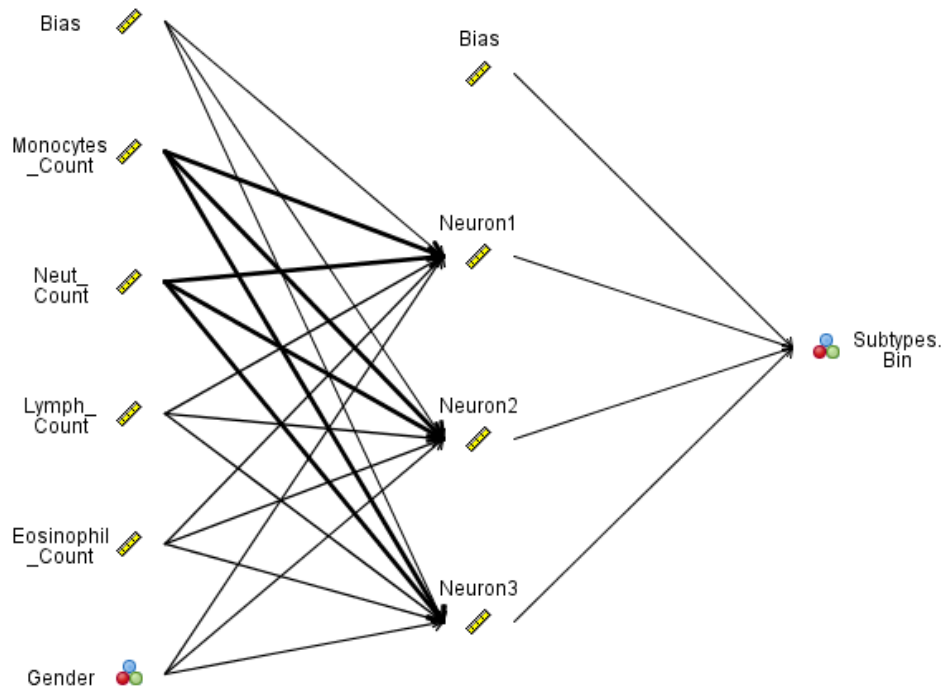 Bias
Monocytes
_Count
Neut_
Count
Lymph_
Count
Eosinophil
_Count
Gender
Bias
Neuron1
Neuron2
Neuron3
Subtypes.
Bin